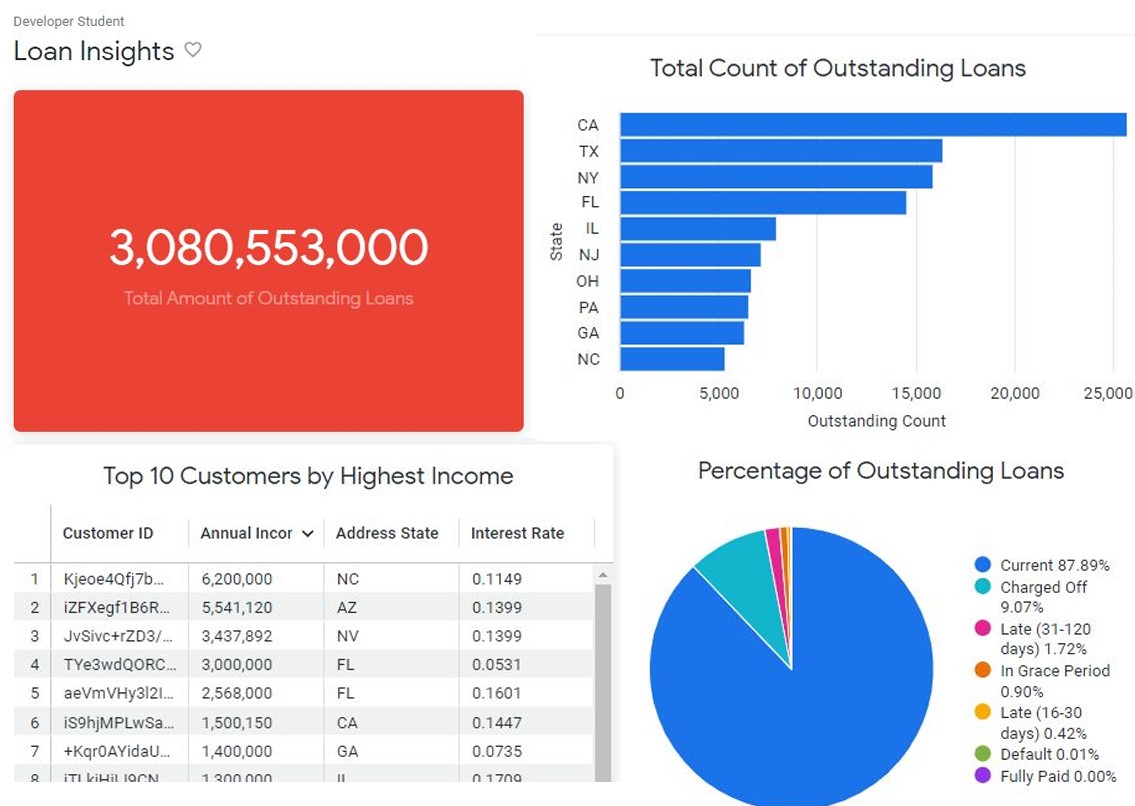 Developer Student
Loan Insights
3,080,553,000
Total Amount of Outstanding Loans
Total Count of Outstanding Loans
State
CA
TX
NY
FL
IL
NJ
OH
PA
GA
NC
0 5,000 10,000 15,000 20,000 25,000
Outstanding Count
Top 10 Customers by Highest Income
Customer ID Annual Incor Address State Interest Rate
1 Kjeoe4Qfj7b... 6,200,000 NC 0.1149
2 iZFXegf1B6R... 5,541,120 AZ 0.1399
3 JvSivc+rZD3/... 3,437,892 NV 0.1399
4 TYe3wdQORC... 3,000,000 FL 0.0531
5 aeVmVHy3l2I... 2,568,000 FL 0.1601
6 iS9hjMPLwSa... 1,500,150 CA 0.1447
7 +Kqr0AYidaU... 1,400,000 GA 0.0735
8 1,300,000 IL 0.1709
Percentage of Outstanding Loans
Current 87.89%
Charged Off
9.07%
Late (31-120
days) 1.72%
In Grace Period
0.90%
Late (16-30
days) 0.42%
Default 0.01%
Fully Paid 0.00%